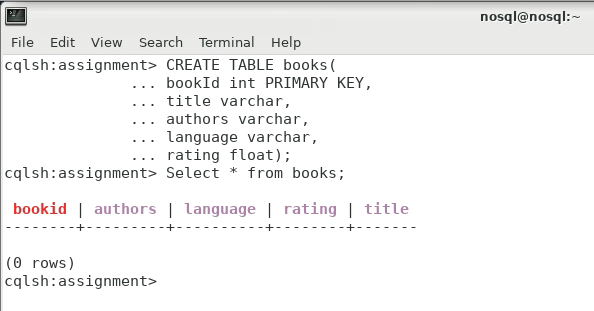 nosql@nosql:~
File Edit View Search Terminal Help
cqlsh:assignment> CREATE TABLE books(
              ... bookId int PRIMARY KEY,
              ... title varchar,
              ... authors varchar,
              ... language varchar,
              ... rating float);
cqlsh:assignment> Select * from books;
 bookid | authors | language | rating | title
--------+---------+----------+--------+-------
(0 rows)
cqlsh:assignment>